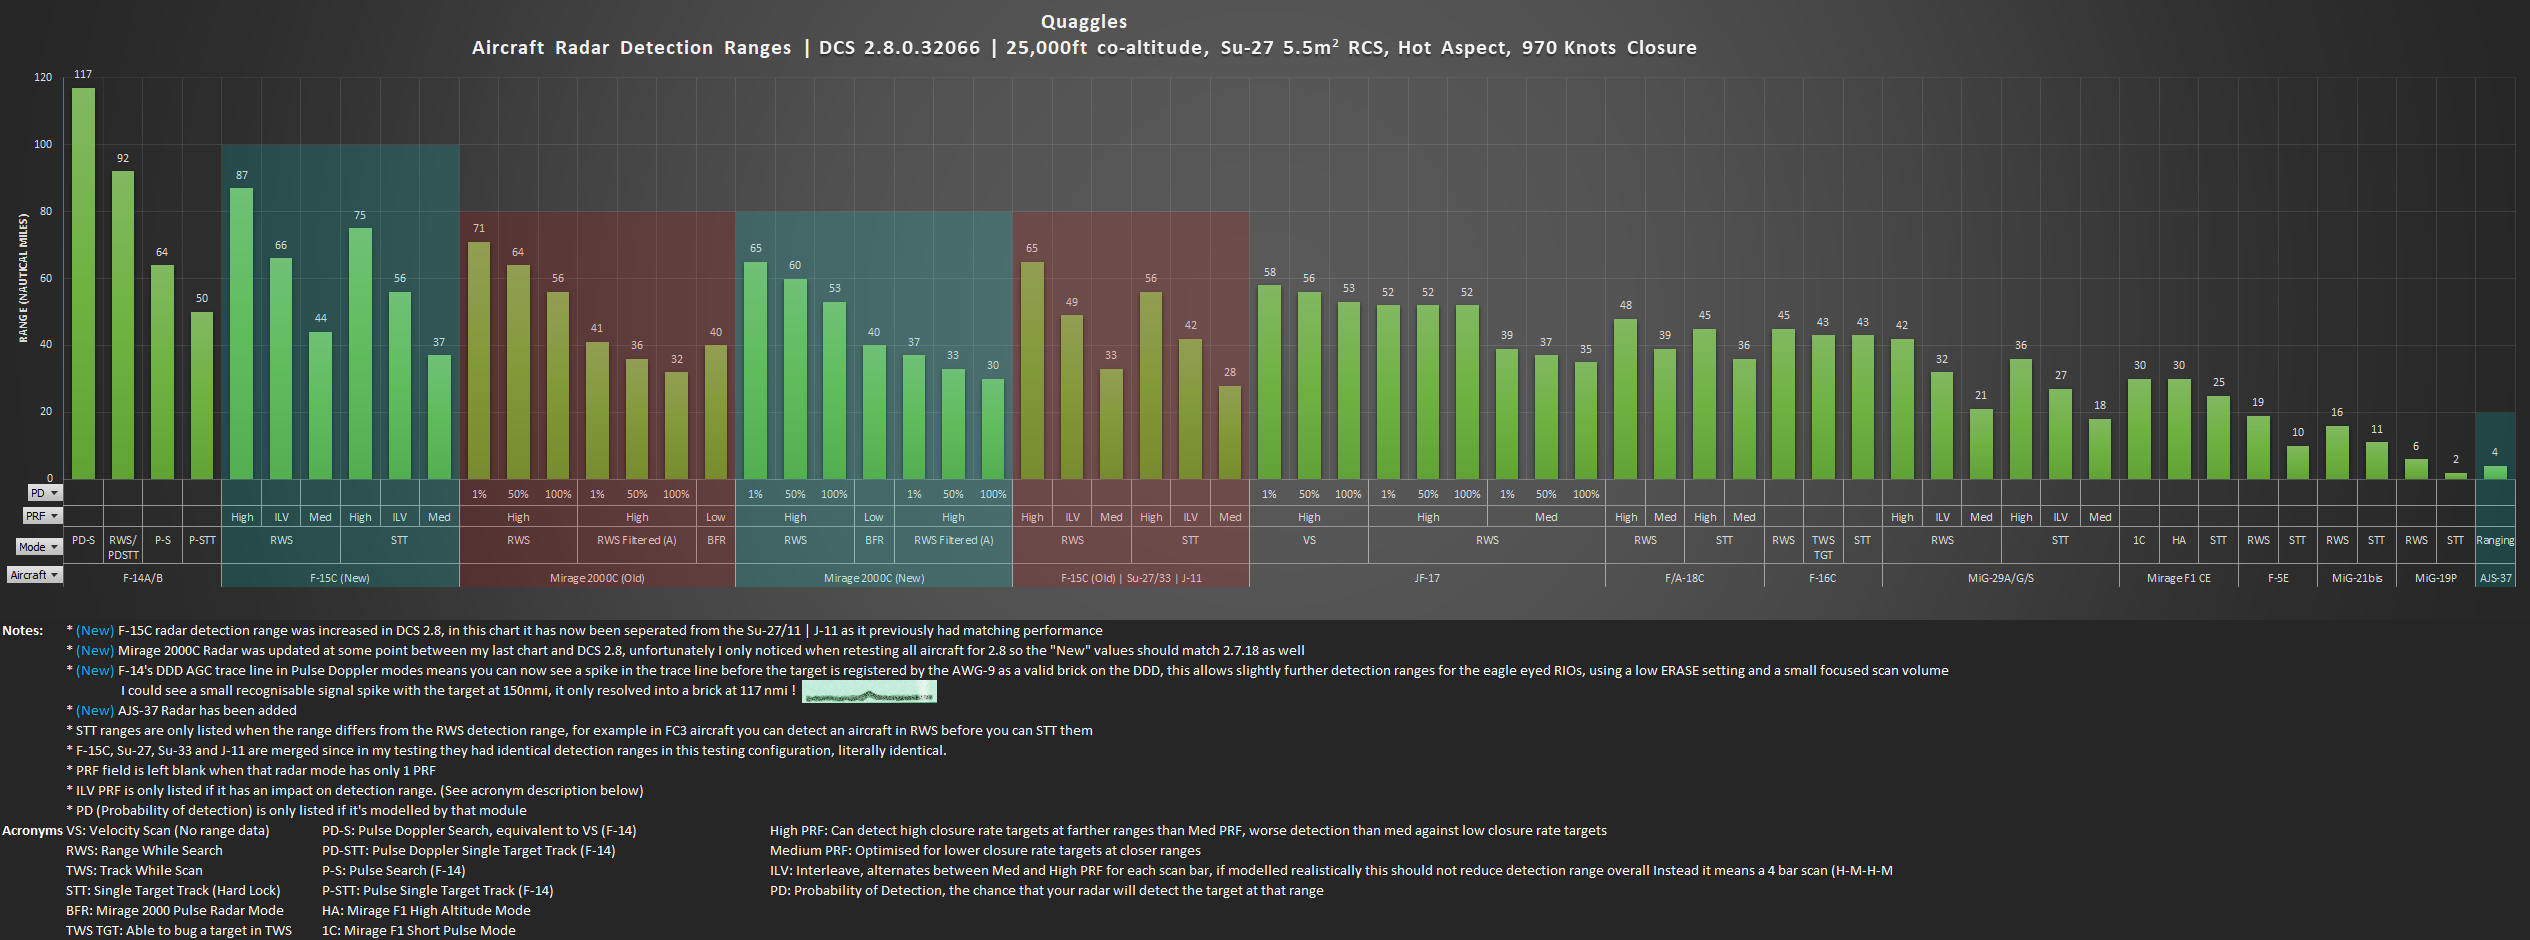 Quaggles
Aircraft Radar Detection Ranges | DCS 2.8.0.32066 | 25,000ft co-altitude, Su-27 5.5m² RCS, Hot Aspect, 970 Knots Closure
RANGE (NAUTICAL MILES)
120
100
80
60
40
20
0
117 92 64 50 87 66 44 75 56 37 71 64 56 41 36 32 40 65 60 53 40 37 33 30 65 49 33 56 42 28 58 56 53 52 52 52 39 37 35 48 39 45 36 45 43 43 42 32 21 36 27 18 30 30 25 19 10 16 11 6 2 4
PD 1% 50% 100% 1% 50% 100% 1% 50% 100% 1% 50% 100% 1% 50% 100% 1% 50% 100% 1% 50% 100%
PRF High ILV Med High ILV Med High High Low High Low High High ILV Med High ILV Med High High Med High Med High Med High ILV Med High ILV Med
Mode PD-S RWS/ PDSTT P-S P-STT RWS STT RWS RWS Filtered (A) BFR RWS BFR RWS Filtered (A) RWS STT VS RWS RWS STT RWS TWS TGT STT RWS STT 1C HA STT RWS STT RWS STT RWS STT Ranging
Aircraft F-14A/B F-15C (New) Mirage 2000C (Old) Mirage 2000C (New) F-15C (Old) | Su-27/33 | J-11 JF-17 F/A-18C F-16C MiG-29A/G/S Mirage F1 CE F-5E MiG-21bis MiG-19P AJS-37
Notes: * (New) F-15C radar detection range was increased in DCS 2.8, in this chart it has now been seperated from the Su-27/11 | J-11 as it previously had matching performance
* (New) Mirage 2000C Radar was updated at some point between my last chart and DCS 2.8, unfortunately I only noticed when retesting all aircraft for 2.8 so the "New" values should match 2.7.18 as well
* (New) F-14's DDD AGC trace line in Pulse Doppler modes means you can now see a spike in the trace line before the target is registered by the AWG-9 as a valid brick on the DDD, this allows slightly further detection ranges for the eagle eyed RIOs, using a low ERASE setting and a small focused scan volume
I could see a small recognisable signal spike with the target at 150nmi, it only resolved into a brick at 117 nmi !
* (New) AJS-37 Radar has been added
* STT ranges are only listed when the range differs from the RWS detection range, for example in FC3 aircraft you can detect an aircraft in RWS before you can STT them
* F-15C, Su-27, Su-33 and J-11 are merged since in my testing they had identical detection ranges in this testing configuration, literally identical.
* PRF field is left blank when that radar mode has only 1 PRF
* ILV PRF is only listed if it has an impact on detection range. (See acronym description below)
* PD (Probability of detection) is only listed if it's modelled by that module
Acronyms VS: Velocity Scan (No range data) PD-S: Pulse Doppler Search, equivalent to VS (F-14) High PRF: Can detect high closure rate targets at farther ranges than Med PRF, worse detection than med against low closure rate targets
RWS: Range While Search PD-STT: Pulse Doppler Single Target Track (F-14) Medium PRF: Optimised for lower closure rate targets at closer ranges
TWS: Track While Scan P-S: Pulse Search (F-14) ILV: Interleave, alternates between Med and High PRF for each scan bar, if modelled realistically this should not reduce detection range overall Instead it means a 4 bar scan (H-M-H-M
STT: Single Target Track (Hard Lock) P-STT: Pulse Single Target Track (F-14) PD: Probability of Detection, the chance that your radar will detect the target at that range
BFR: Mirage 2000 Pulse Radar Mode HA: Mirage F1 High Altitude Mode
TWS TGT: Able to bug a target in TWS 1C: Mirage F1 Short Pulse Mode